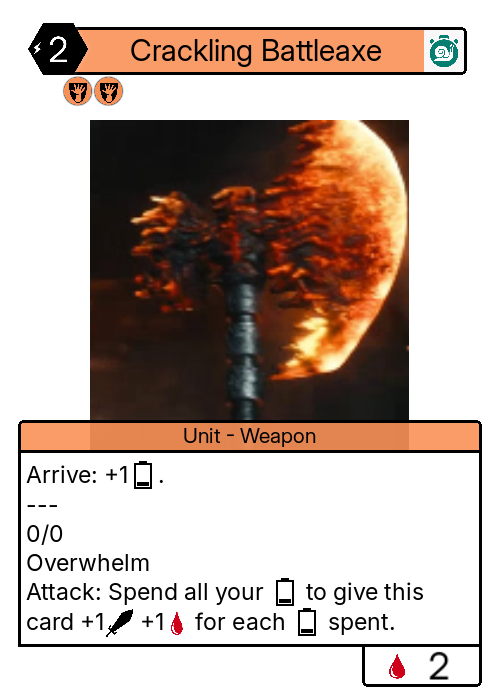 2
Crackling Battleaxe
Unit - Weapon
Arrive: +1 .
---
0/0
Overwhelm
Attack: Spend all your to give this
card +1 +1 for each spent.
2